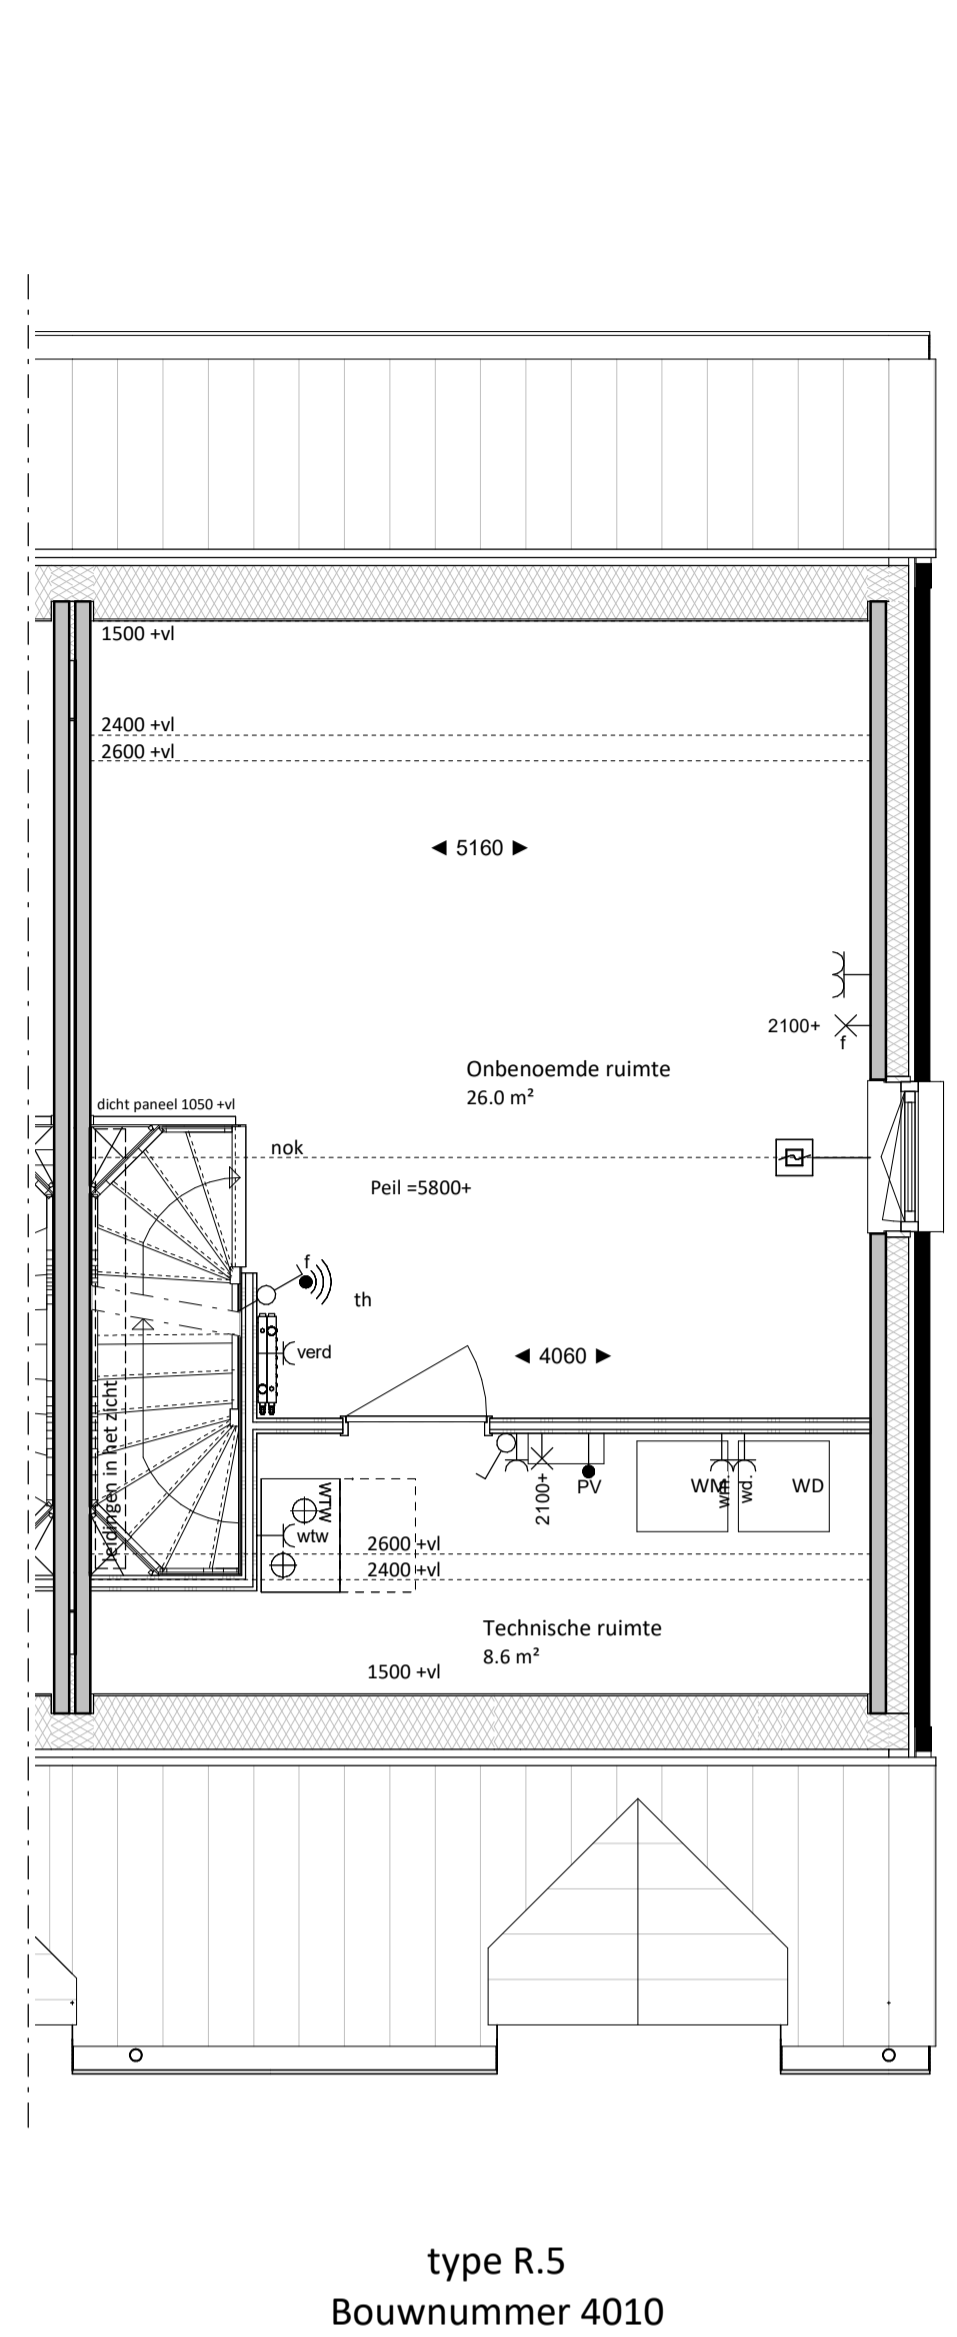 1500 +vl
2400 +vl
2600 +vl
◄ 5160 ►
2100+
f
Onbenoemde ruimte
26.0 m²
dicht paneel 1050 +vl
nok
Peil =5800+
f
th
verd
◄ 4060 ►
leidingen in het zicht
WTW
wtw
2100+
PV
WM
wm.
wd.
WD
2600 +vl
2400 +vl
Technische ruimte
8.6 m²
1500 +vl
type R.5
Bouwnummer 4010